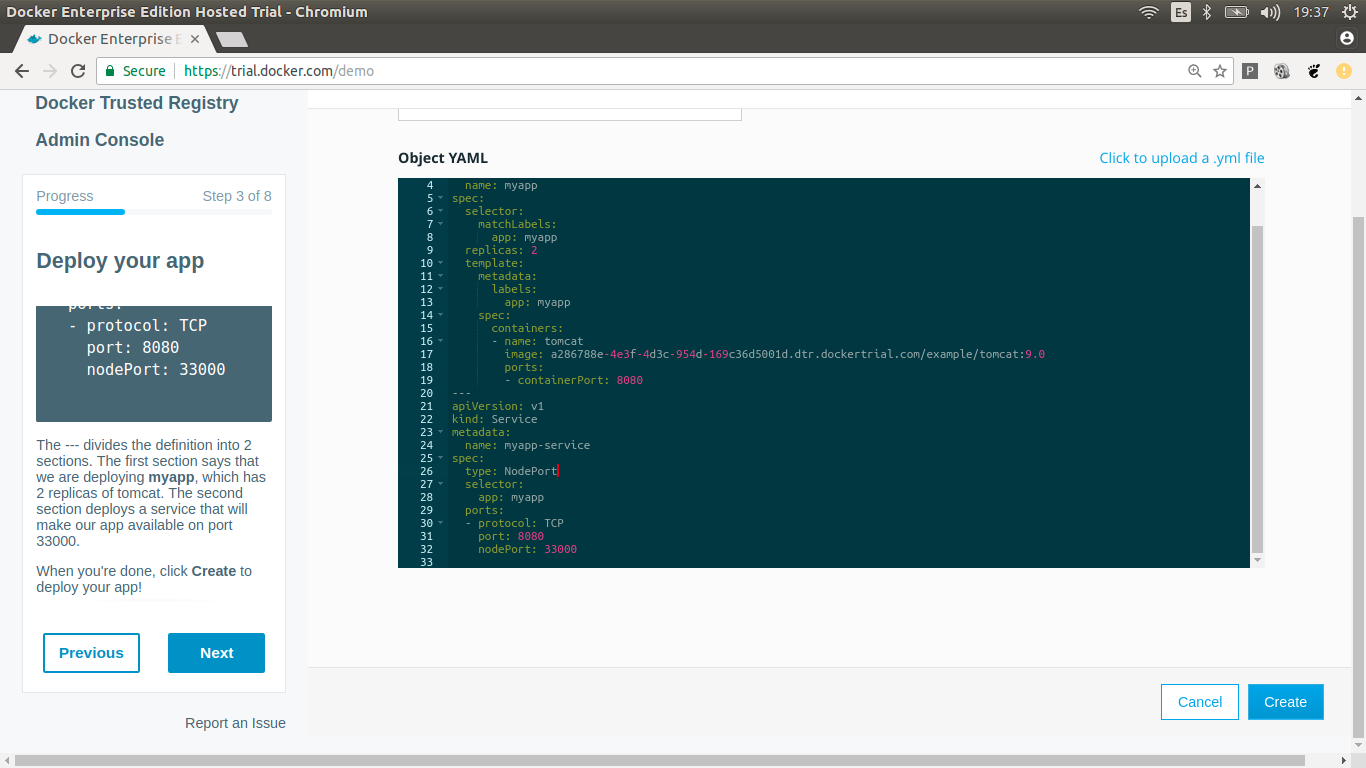 Docker Enterprise Edition Hosted Trial - Chromium
Es
19:37
Docker Enterprise E
Secure
https://trial.docker.com/demo
P
Docker Trusted Registry
Admin Console
Progress
Step 3 of 8
Deploy your app
ports:
- protocol: TCP
port: 8080
nodePort: 33000
The --- divides the definition into 2
sections. The first section says that
we are deploying myapp, which has
2 replicas of tomcat. The second
section deploys a service that will
make our app available on port
33000.
When you're done, click Create to
deploy your app!
Previous
Next
Report an Issue
Object YAML
Click to upload a .yml file
4 name: myapp
5 spec:
6 selector:
7 matchLabels:
8 app: myapp
9 replicas: 2
10 template:
11 metadata:
12 labels:
13 app: myapp
14 spec:
15 containers:
16 - name: tomcat
17 image: a286788e-4e3f-4d3c-954d-169c36d5001d.dtr.dockertrial.com/example/tomcat:9.0
18 ports:
19 - containerPort: 8080
20 ---
21 apiVersion: v1
22 kind: Service
23 metadata:
24 name: myapp-service
25 spec:
26 type: NodePort
27 selector:
28 app: myapp
29 ports:
30 - protocol: TCP
31 port: 8080
32 nodePort: 33000
33
Cancel
Create